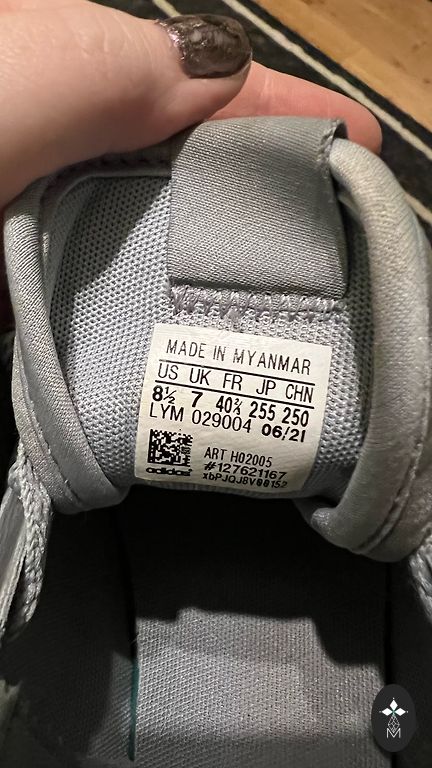 MADE IN MYANMAR
US UK FR JP CHN
8½ 7 40⅔ 255 250
LYM 029004 06/21
ART H02005
#127621167
adidas xbPJQJ8V00152
M